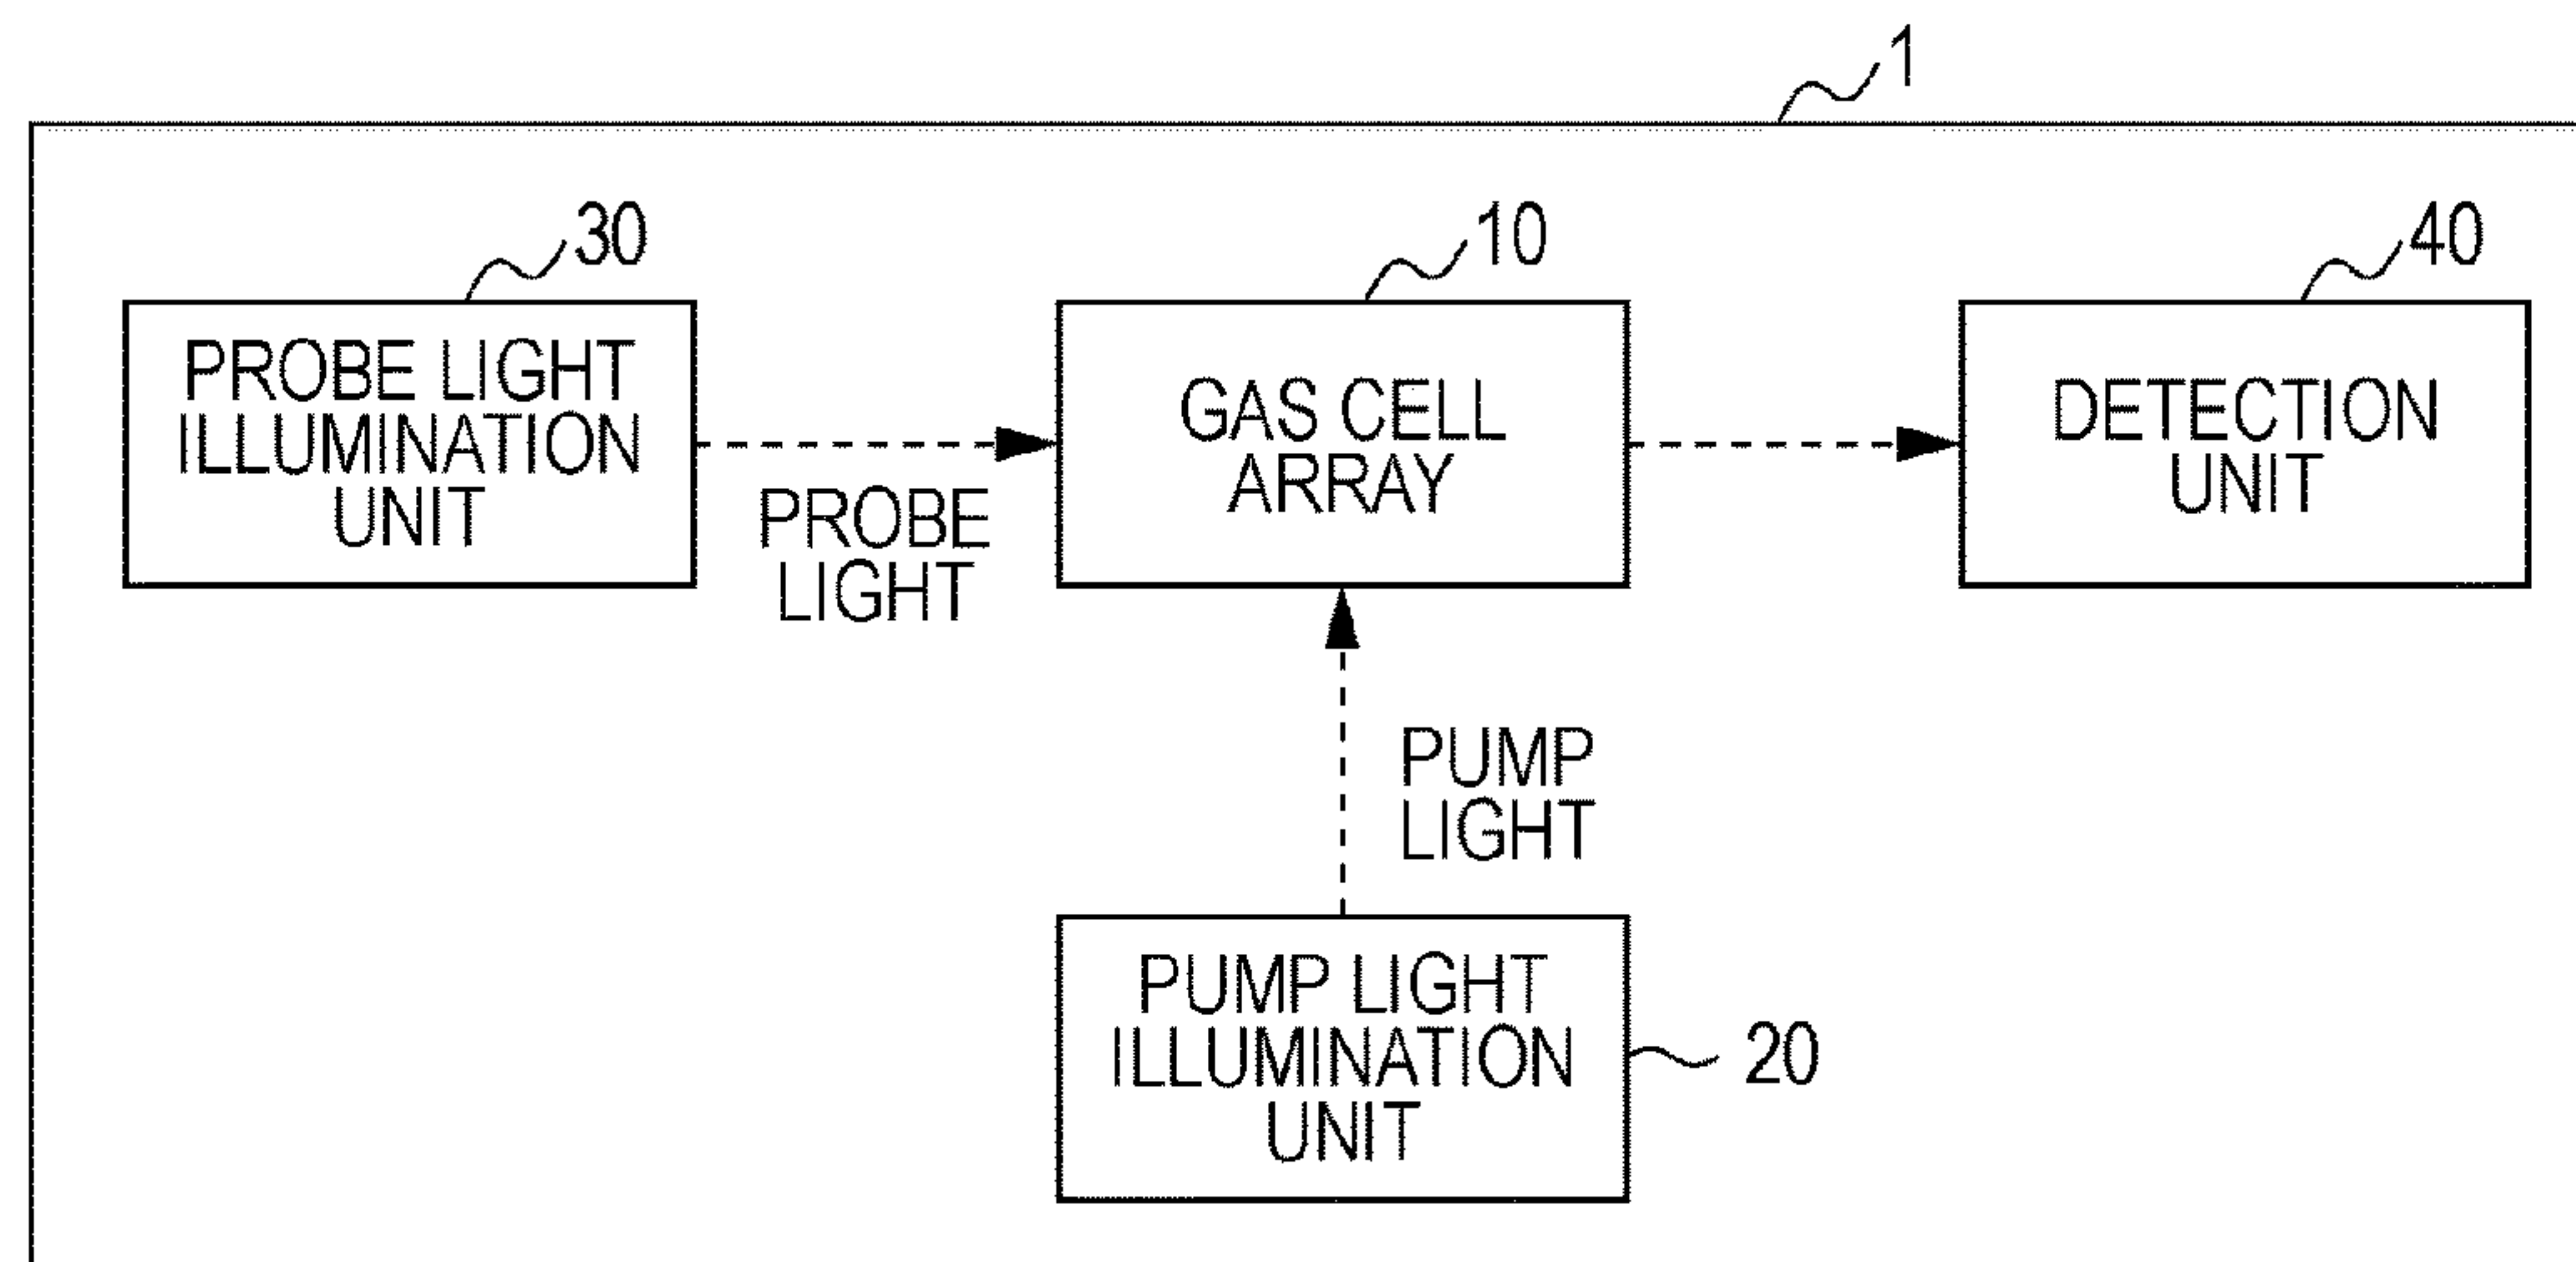 1
30
10
40
PROBE LIGHT
ILLUMINATION
UNIT
PROBE
LIGHT
GAS CELL
ARRAY
DETECTION
UNIT
PUMP
LIGHT
PUMP LIGHT
ILLUMINATION
UNIT
20